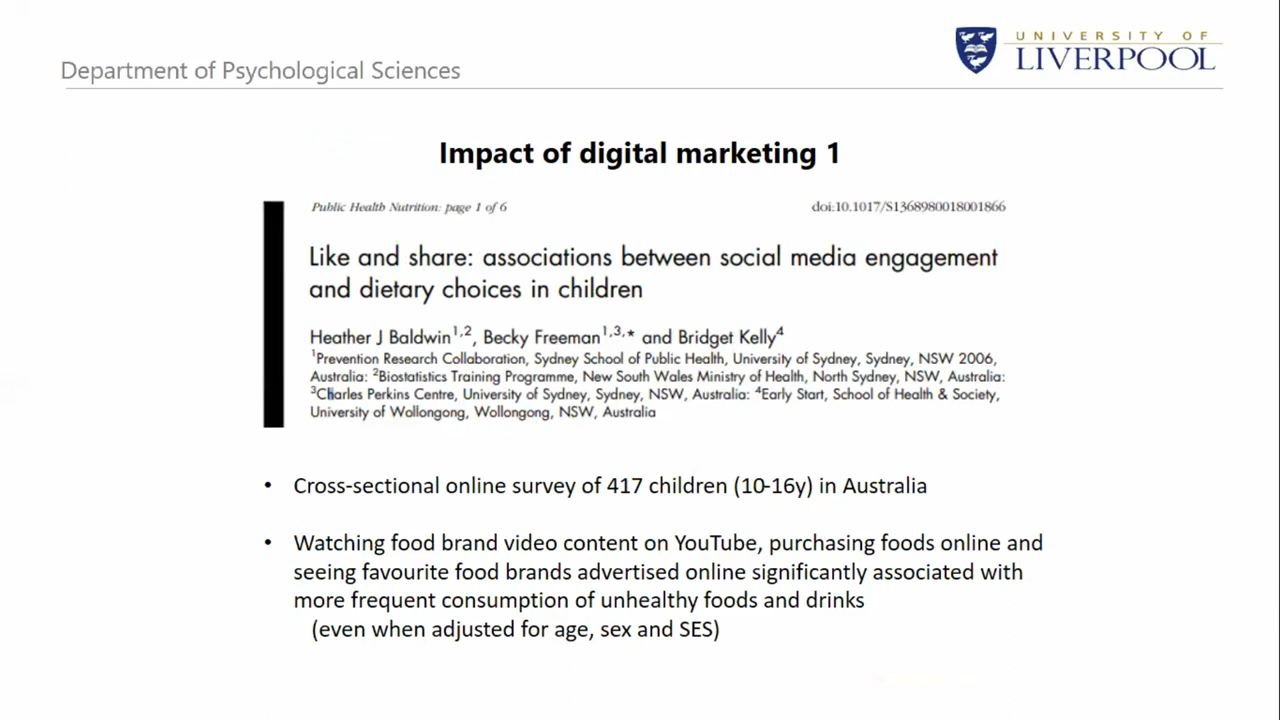 Department of Psychological Sciences
UNIVERSITY OF
LIVERPOOL
Impact of digital marketing 1
Public Health Nutrition: page 1 of 6
doi:10.1017/S1368980018001866
Like and share: associations between social media engagement
and dietary choices in children
Heather J Baldwin1,2, Becky Freeman1,3,* and Bridget Kelly4
1Prevention Research Collaboration, Sydney School of Public Health, University of Sydney, Sydney, NSW 2006,
Australia: 2Biostatistics Training Programme, New South Wales Ministry of Health, North Sydney, NSW, Australia:
3Charles Perkins Centre, University of Sydney, Sydney, NSW, Australia: 4Early Start, School of Health & Society,
University of Wollongong, Wollongong, NSW, Australia
• Cross-sectional online survey of 417 children (10-16y) in Australia
• Watching food brand video content on YouTube, purchasing foods online and
seeing favourite food brands advertised online significantly associated with
more frequent consumption of unhealthy foods and drinks
(even when adjusted for age, sex and SES)